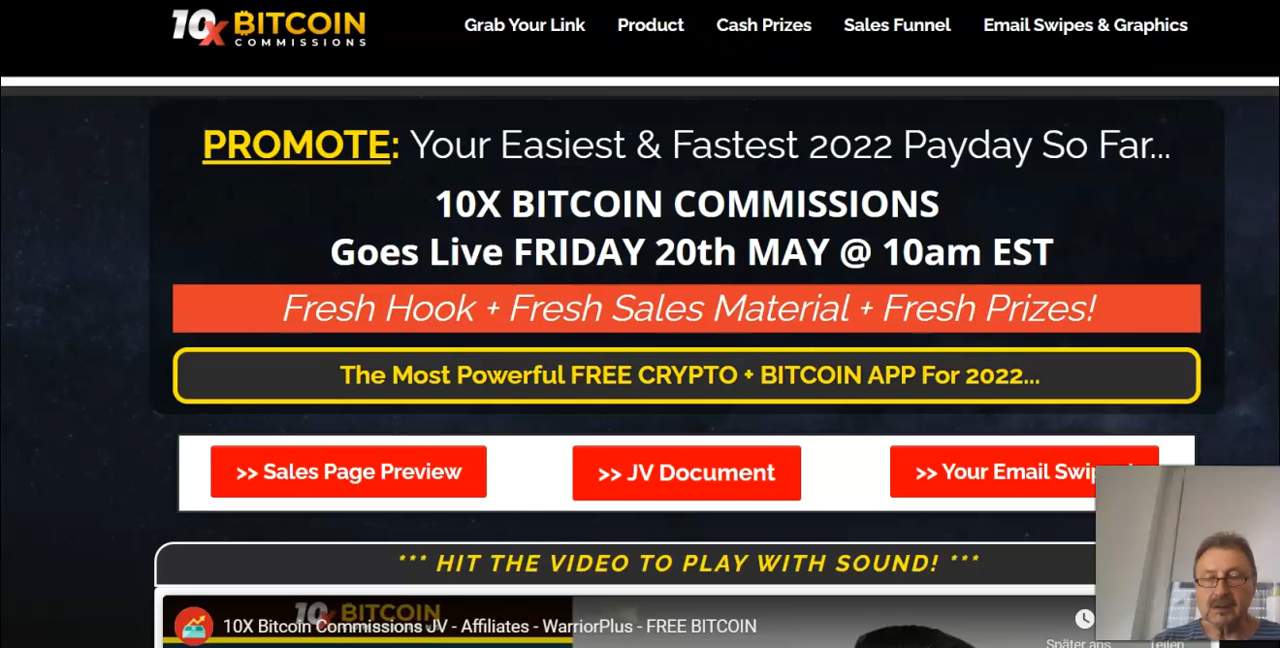 10x BITCOIN
COMMISSIONS
Grab Your Link
Product
Cash Prizes
Sales Funnel
Email Swipes & Graphics
PROMOTE: Your Easiest & Fastest 2022 Payday So Far...
10X BITCOIN COMMISSIONS
Goes Live FRIDAY 20th MAY @ 10am EST
Fresh Hook + Fresh Sales Material + Fresh Prizes!
The Most Powerful FREE CRYPTO + BITCOIN APP For 2022...
>> Sales Page Preview
>> JV Document
>> Your Email
*** HIT THE VIDEO TO PLAY WITH SOUND! ***
10x BITCOIN
10X Bitcoin Commissions JV - Affiliates - WarriorPlus - FREE BITCOIN
Später ans
Teilen